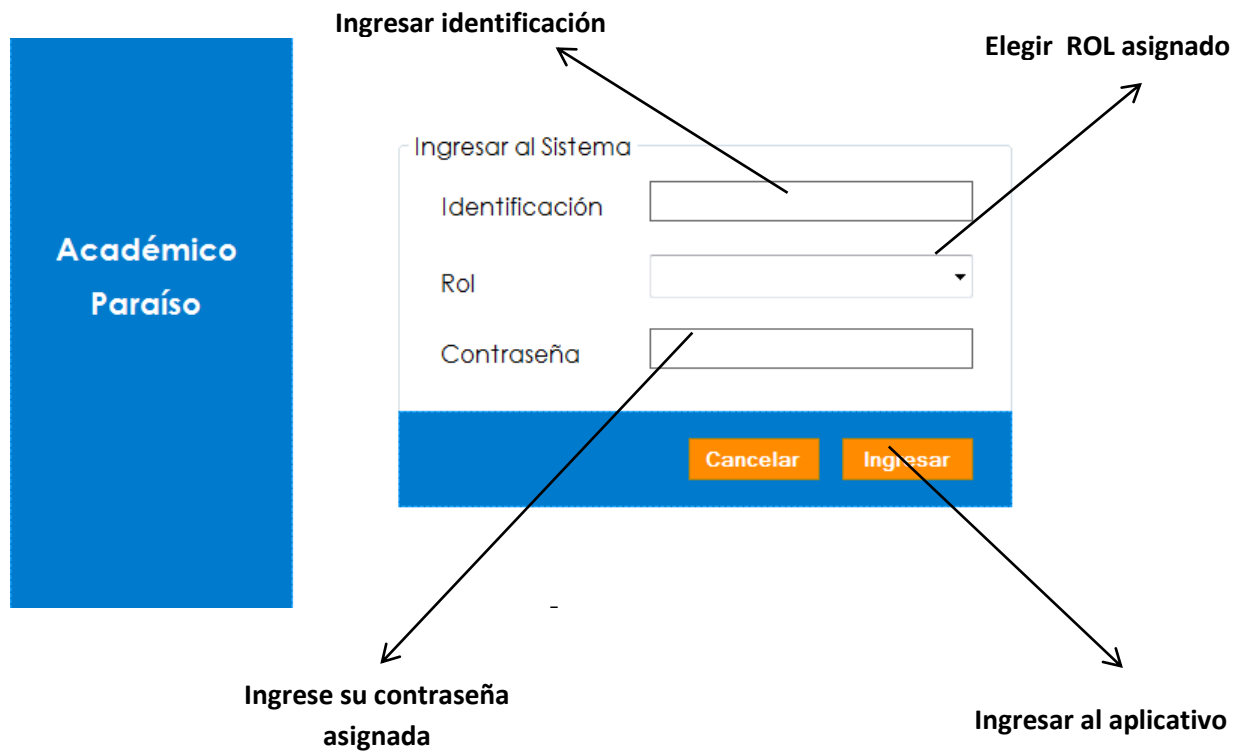 Ingresar identificación
Elegir ROL asignado
Académico
Paraíso
Ingresar al Sistema
Identificación
Rol
Contraseña
Cancelar
Ingresar
Ingrese su contraseña
asignada
Ingresar al aplicativo